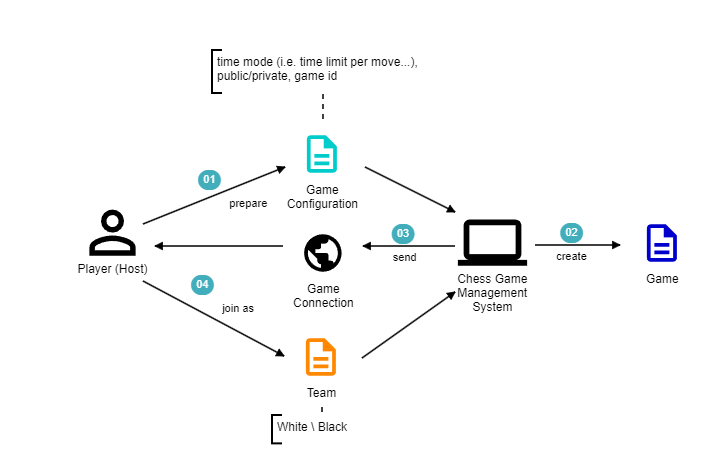 time mode (i.e. time limit per move...),
public/private, game id
01
prepare
Game
Configuration
Player (Host)
03
send
Game
Connection
Chess Game
Management
System
02
create
Game
04
join as
Team
White \ Black